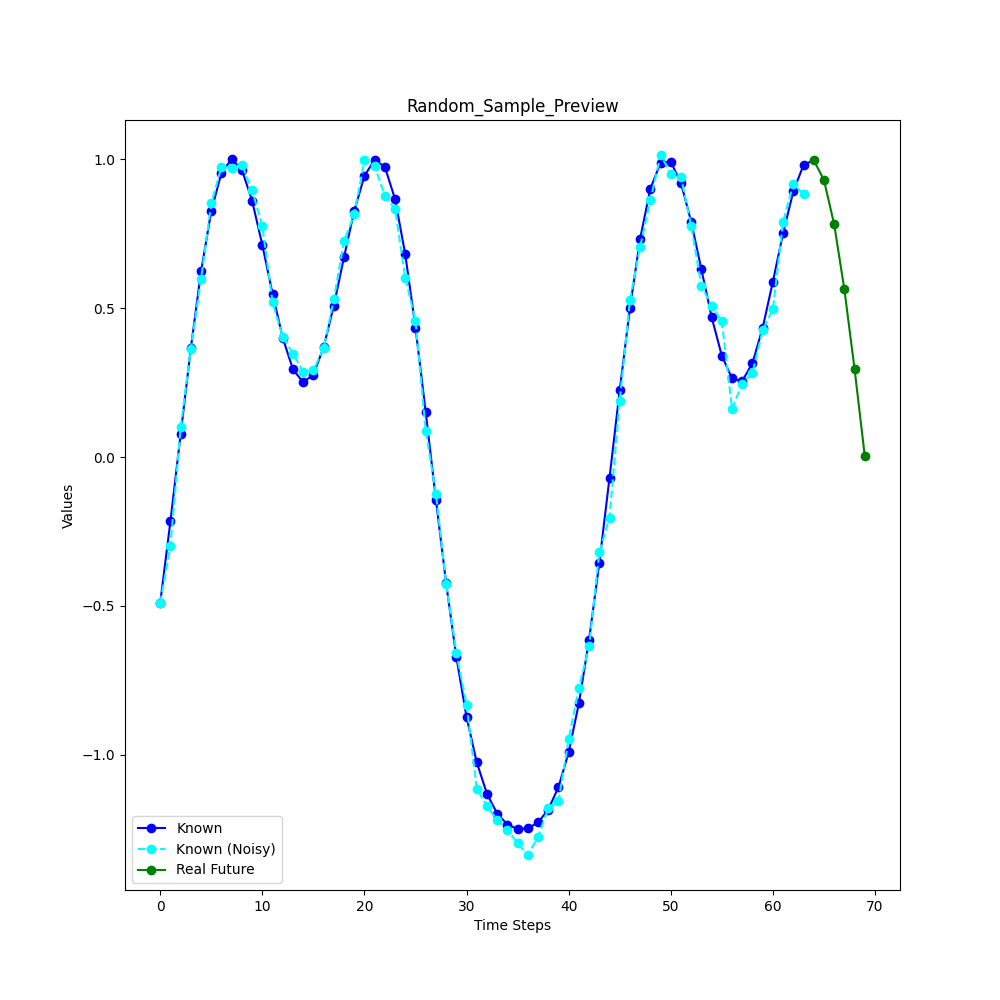 Random_Sample_Preview
1.0
0.5
0.0
−0.5
−1.0
Values
Known
Known (Noisy)
Real Future
0 10 20 30 40 50 60 70
Time Steps